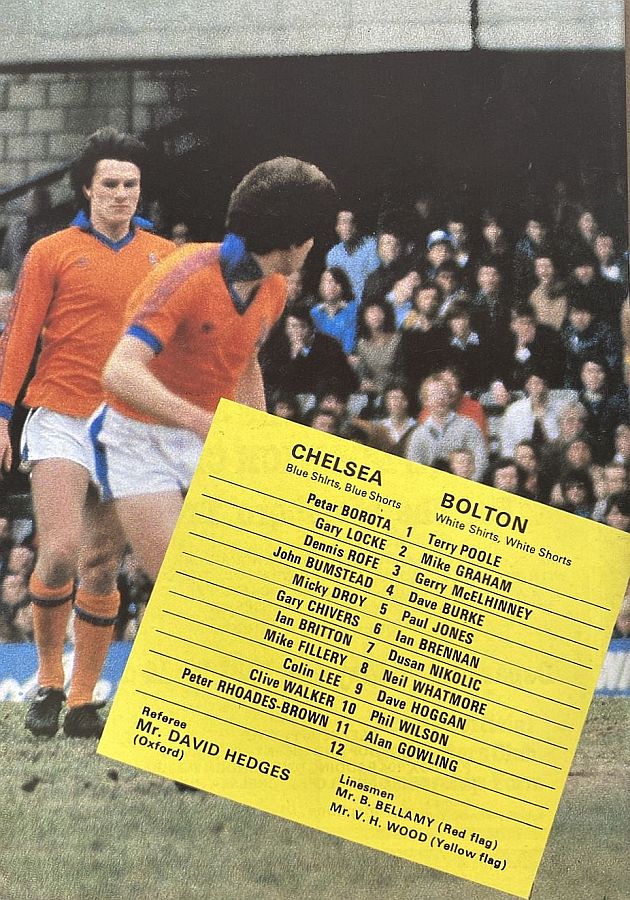 CHELSEA BOLTON
Blue Shirts, Blue Shorts White Shirts, White Shorts
Petar BOROTA 1 Terry POOLE
Gary LOCKE 2 Mike GRAHAM
Dennis ROFE 3 Gerry McELHINNEY
John BUMSTEAD 4 Dave BURKE
Micky DROY 5 Paul JONES
Gary CHIVERS 6 Ian BRENNAN
Ian BRITTON 7 Dusan NIKOLIC
Mike FILLERY 8 Neil WHATMORE
Colin LEE 9 Dave HOGGAN
Clive WALKER 10 Phil WILSON
Peter RHOADES-BROWN 11 Alan GOWLING
12
Referee
Mr. DAVID HEDGES
(Oxford)
Linesmen
Mr. B. BELLAMY (Red flag)
Mr. V. H. WOOD (Yellow flag)